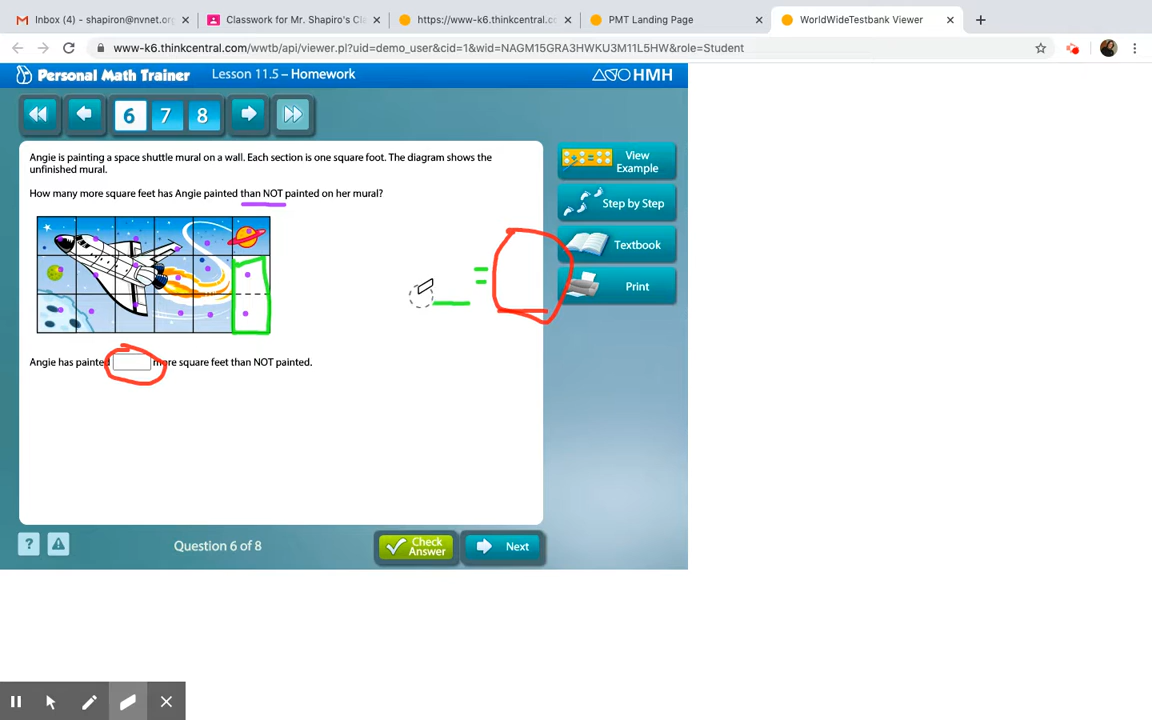 Inbox (4) - shapiron@nvnet.org
Classwork for Mr. Shapiro's Cl
https://www-k6.thinkcentral.co
PMT Landing Page
WorldWideTestbank Viewer
www-k6.thinkcentral.com/wwtb/api/viewer.pl?uid=demo_user&cid=1&wid=NAGM15GRA3HWKU3M11L5HW&role=Student
Personal Math Trainer
Lesson 11.5 – Homework
HMH
6 7 8
Angie is painting a space shuttle mural on a wall. Each section is one square foot. The diagram shows the
unfinished mural.
How many more square feet has Angie painted than NOT painted on her mural?
=
Angie has painted more square feet than NOT painted.
View
Example
Step by Step
Textbook
Print
?
Question 6 of 8
Check
Answer
Next